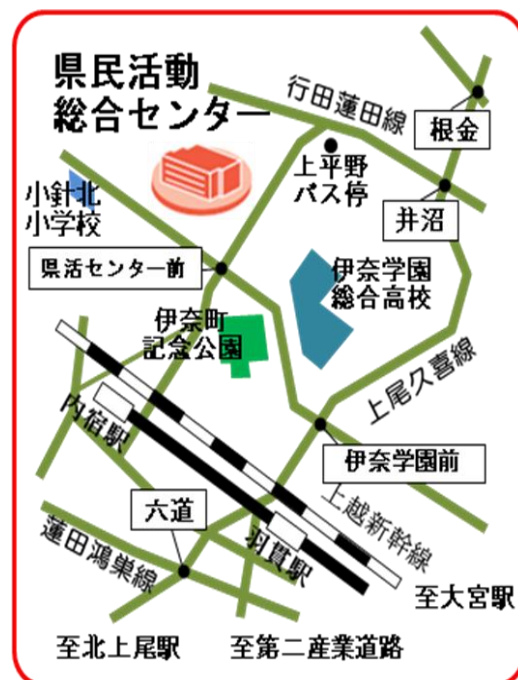 県民活動
総合センター
行田蓮田線
根金
上平野
バス停
井沼
小針北
小学校
県活センター前
伊奈学園
総合高校
伊奈町
記念公園
上尾久喜線
内宿駅
伊奈学園前
六道
上越新幹線
羽貫駅
蓮田鴻巣線
至大宮駅
至北上尾駅
至第二産業道路